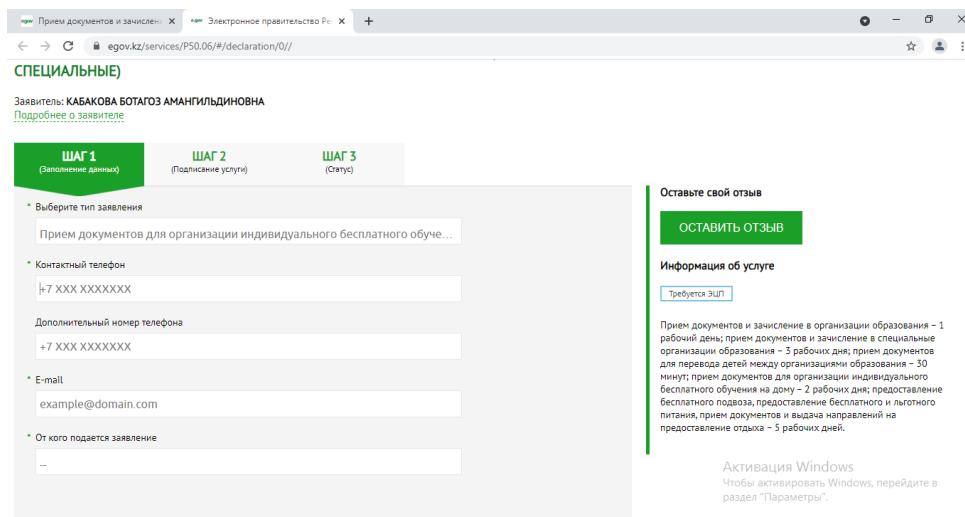 Прием документов и зачислени
Электронное правительство Ре
egov.kz/services/P50.06/#/declaration/0//
СПЕЦИАЛЬНЫЕ)
Заявитель: КАБАКОВА БОТАГОЗ АМАНГИЛЬДИНОВНА
Подробнее о заявителе
ШАГ 1
(Заполнение данных)
ШАГ 2
(Подписание услуги)
ШАГ 3
(Статус)
* Выберите тип заявления
Прием документов для организации индивидуального бесплатного обуче...
* Контактный телефон
+7 XXX XXXXXXX
Дополнительный номер телефона
+7 XXX XXXXXXX
* E-mail
example@domain.com
* От кого подается заявление
...
Оставьте свой отзыв
ОСТАВИТЬ ОТЗЫВ
Информация об услуге
Требуется ЭЦП
Прием документов и зачисление в организации образования – 1
рабочий день; прием документов и зачисление в специальные
организации образования – 3 рабочих дня; прием документов
для перевода детей между организациями образования – 30
минут; прием документов для организации индивидуального
бесплатного обучения на дому – 2 рабочих дня; предоставление
бесплатного подвоза, предоставление бесплатного и льготного
питания, прием документов и выдача направлений на
предоставление отдыха – 5 рабочих дней.
Активация Windows
Чтобы активировать Windows, перейдите в
раздел "Параметры".